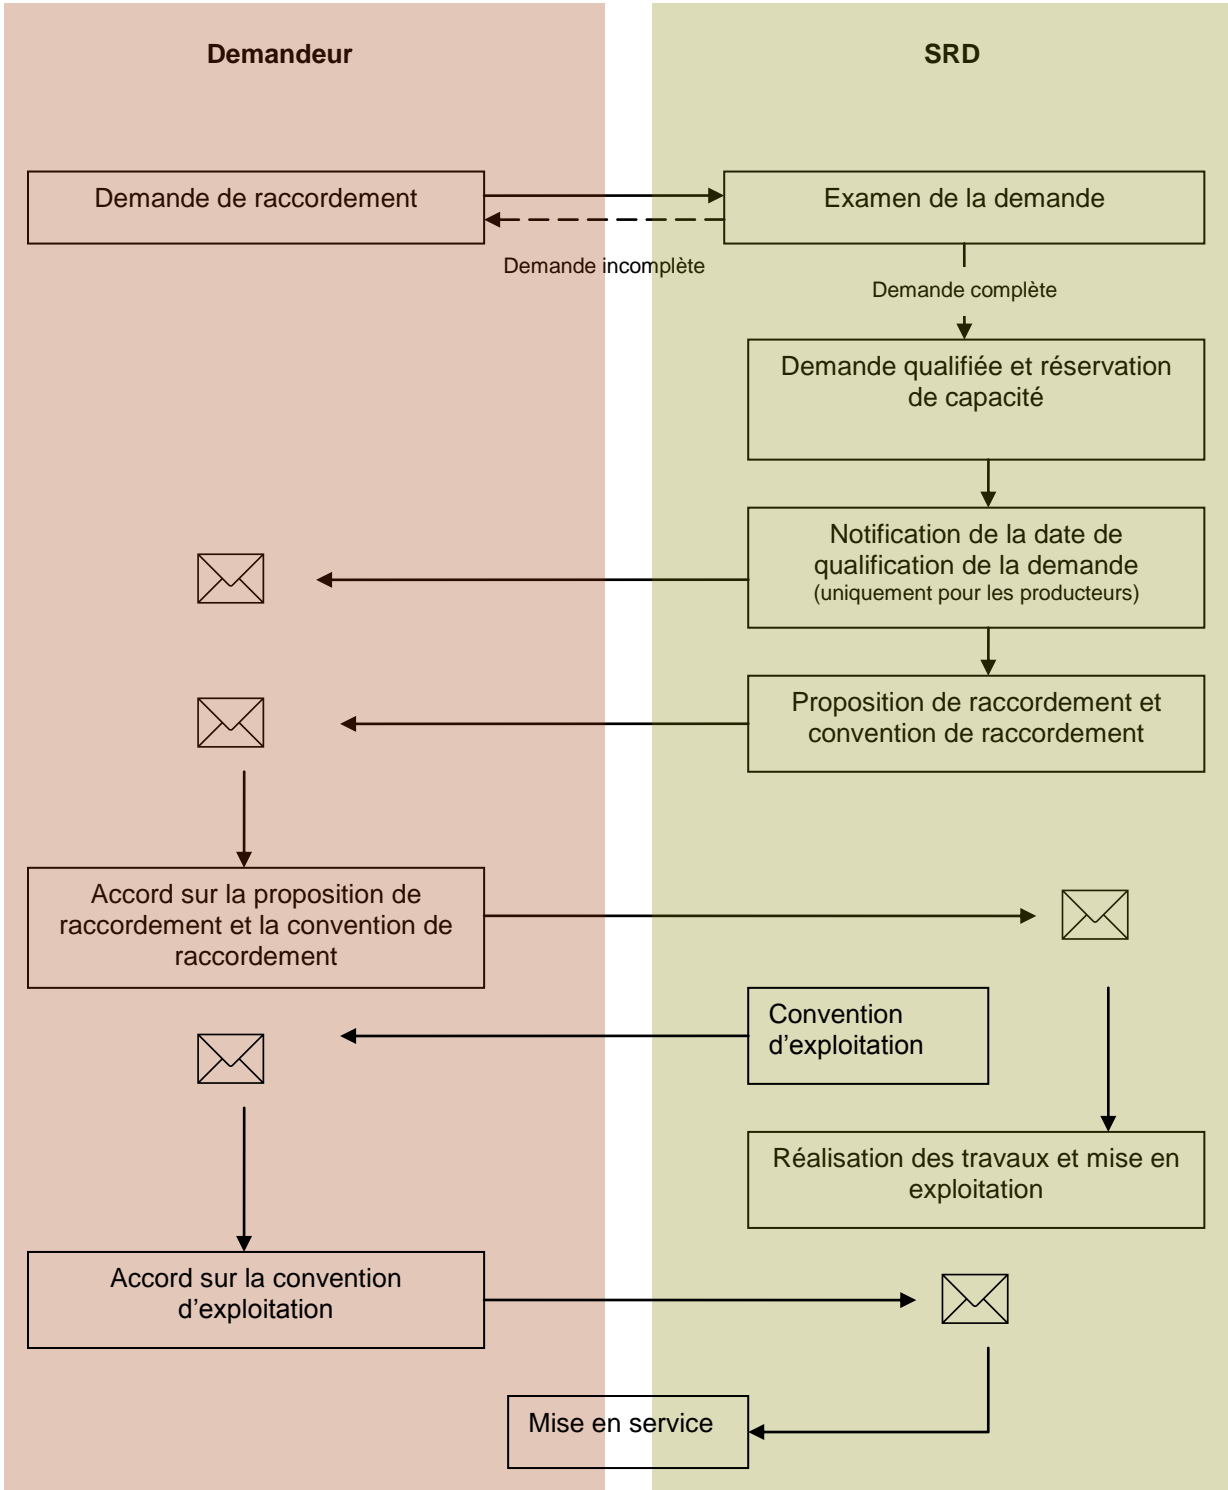 Demandeur
SRD
Demande de raccordement
Examen de la demande
Demande incomplète
Demande complète
Demande qualifiée et réservation
de capacité
Notification de la date de
qualification de la demande
(uniquement pour les producteurs)
Proposition de raccordement et
convention de raccordement
Accord sur la proposition de
raccordement et la convention de
raccordement
Convention
d’exploitation
Réalisation des travaux et mise en
exploitation
Accord sur la convention
d’exploitation
Mise en service